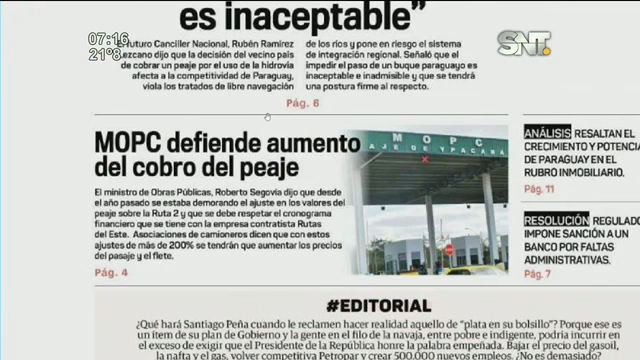 es inaceptable”
07:16
21°8
SNT.
El futuro Canciller Nacional, Rubén Ramírez
Lezcano dijo que la decisión del vecino país
de cobrar un peaje por el uso de la hidrovía
afecta a la competitividad de Paraguay,
viola los tratados de libre navegación
de los ríos y pone en riesgo el sistema
de integración regional. Señaló que el
impedir el paso de un buque paraguayo es
inaceptable e inadmisible y que se tendrá
una postura firme al respecto.
Pág. 6
MOPC defiende aumento
del cobro del peaje
El ministro de Obras Públicas, Roberto Segovia dijo que desde
el año pasado se estaba demorando el ajuste en los valores del
peaje sobre la Ruta 2 y que se debe respetar el cronograma
financiero que se tiene con la empresa contratista Rutas
del Este. Asociaciones de camioneros dicen que con estos
ajustes de más de 200% se tendrán que aumentar los precios
del pasaje y el flete.
Pág. 4
MOPC
AJE DE YPACARA
ANÁLISIS RESALTAN EL
CRECIMIENTO Y POTENCIA
DE PARAGUAY EN EL
RUBRO INMOBILIARIO.
Pág. 11
RESOLUCIÓN REGULADO
IMPONE SANCIÓN A UN
BANCO POR FALTAS
ADMINISTRATIVAS.
Pág. 7
#EDITORIAL
¿Qué hará Santiago Peña cuando le reclamen hacer realidad aquello de “plata en su bolsillo”? Porque ese es
un ítem de su plan de Gobierno y la gente en el filo de la navaja, entre pobre e indigente, podría incurrir en
el exceso de exigir que el Presidente de la República honre la palabra empeñada. Bajar el precio del gasoil,
la nafta y el gas, volver competitiva Petropar y crear 500.000 nuevos empleos. ¿No es demasiado?